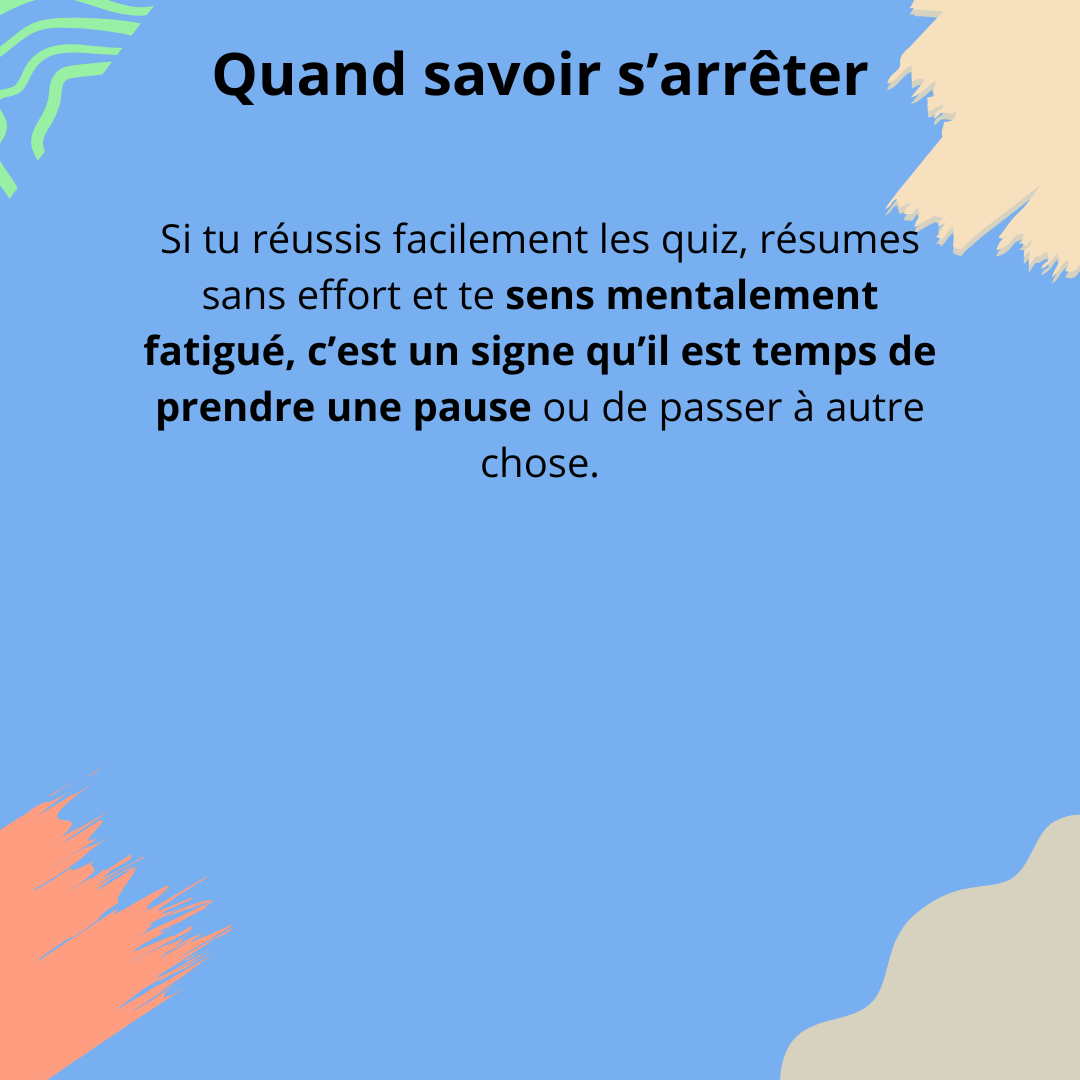 Quand savoir s’arrêter
Si tu réussis facilement les quiz, résumes
sans effort et te sens mentalement
fatigué, c’est un signe qu’il est temps de
prendre une pause ou de passer à autre
chose.